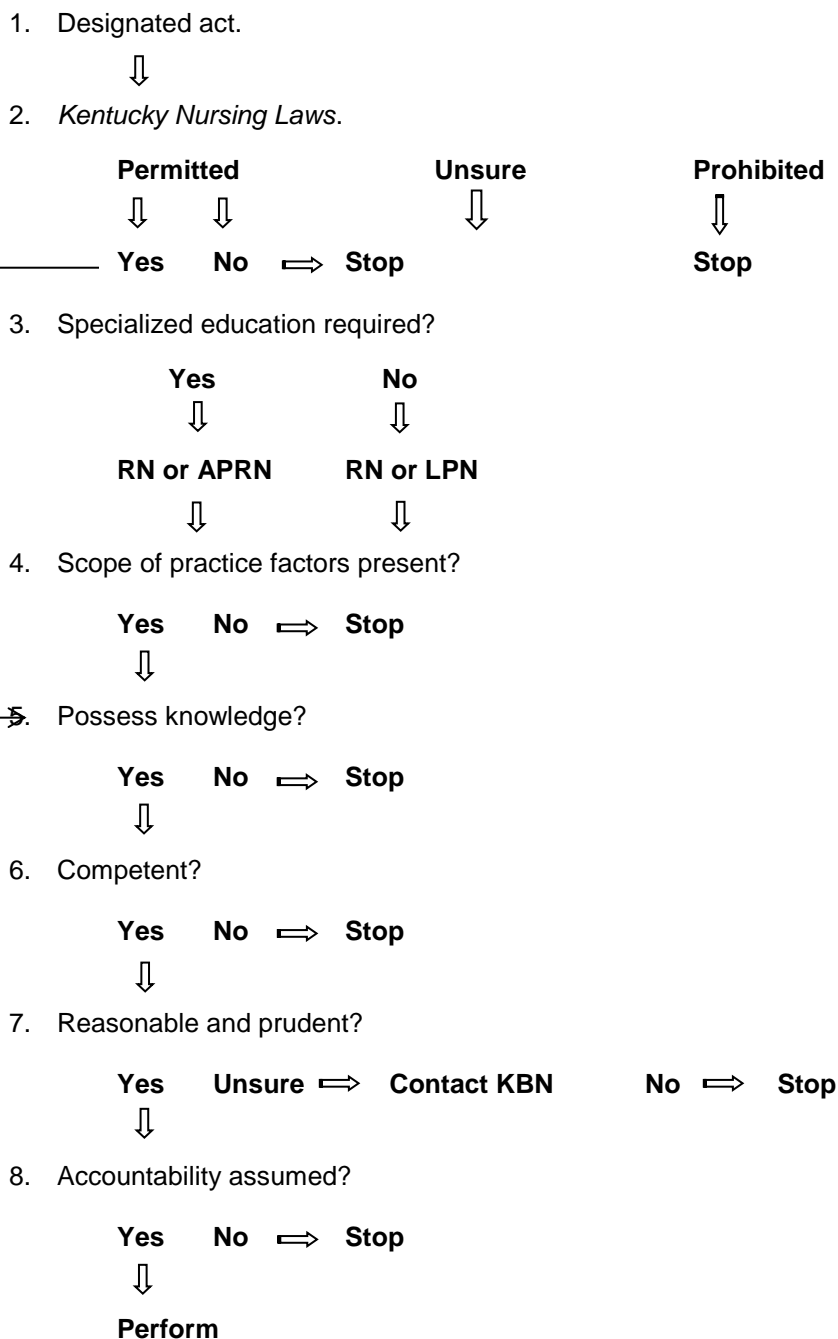 1. Designated act.
⇩
2. Kentucky Nursing Laws.
Permitted Unsure Prohibited
⇩ ⇩ ⇩ ⇩
Yes No ⇨ Stop Stop
3. Specialized education required?
Yes No
⇩ ⇩
RN or APRN RN or LPN
⇩ ⇩
4. Scope of practice factors present?
Yes No ⇨ Stop
⇩
5. Possess knowledge?
Yes No ⇨ Stop
⇩
6. Competent?
Yes No ⇨ Stop
⇩
7. Reasonable and prudent?
Yes Unsure ⇨ Contact KBN No ⇨ Stop
⇩
8. Accountability assumed?
Yes No ⇨ Stop
⇩
Perform